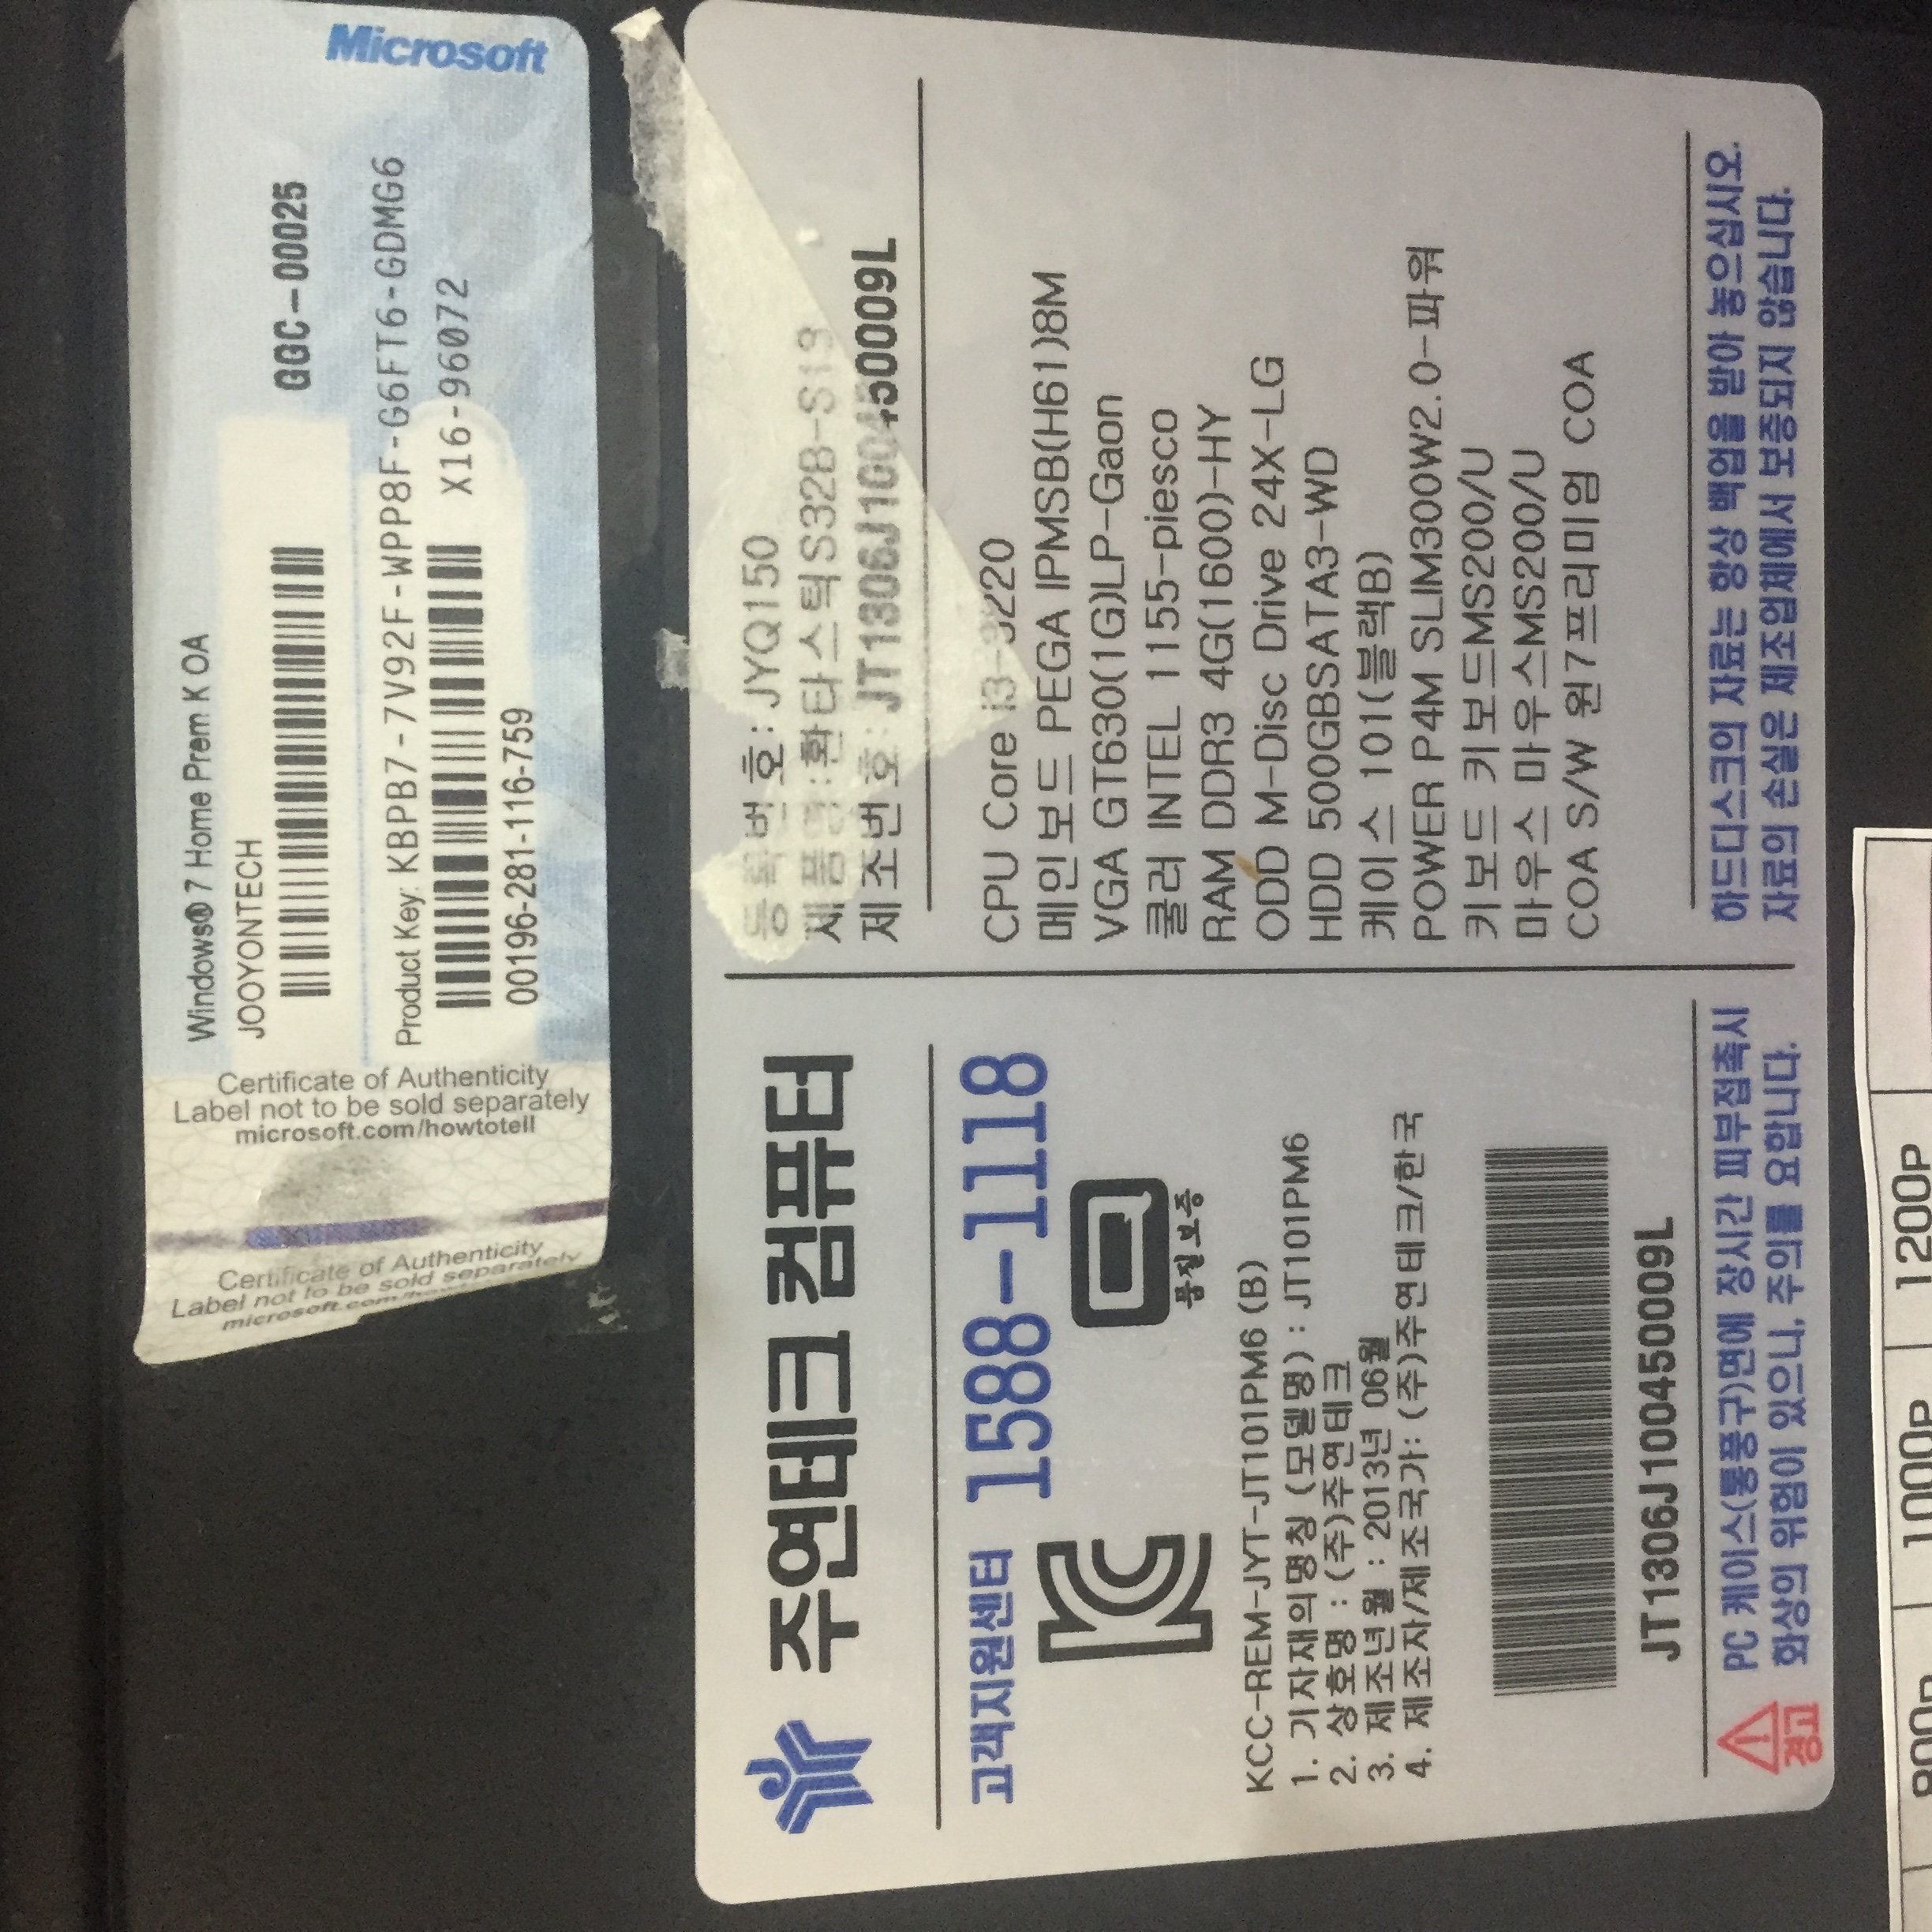 Microsoft
Windows® 7 Home Prem K OA
JOOYONTECH
GGC-00025
Product Key: KBPB7-7V92F-WPP8F-G6FT6-GDMG6
X16-96072
00196-281-116-759
Certificate of Authenticity
Label not to be sold separately
microsoft.com/howtotell
Certificate of Authenticity
Label not to be sold separately
주연테크 컴퓨터
고객지원센터 1588-1118
품질보증
KCC-REM-JYT-JT101PM6 (B)
1. 기자재의명칭 (모델명) : JT101PM6
2. 상호명 : (주)주연테크
3. 제조년월 : 2013년 06월
4. 제조자/제조국가: (주)주연테크/한국
JT1306J100450009L
경고
PC 케이스(통풍구)면에 장시간 피부접촉시
화상의 위험이 있으니, 주의를 요합니다.
등록번호: JYQ150
제품명:환타스틱S32B-S13
제조번호: JT1306J100450009L
CPU Core i3-3220
메인보드 PEGA IPMSB(H61)8M
VGA GT630(1G)LP-Gaon
쿨러 INTEL 1155-piesco
RAM DDR3 4G(1600)-HY
ODD M-Disc Drive 24X-LG
HDD 500GBSATA3-WD
케이스 101(블랙B)
POWER P4M SLIM300W2.0-파워
키보드 키보드MS200/U
마우스 마우스MS200/U
COA S/W 윈7프리미엄 COA
하드디스크의 자료는 항상 백업을 받아 놓으십시오.
자료의 손실은 제조업체에서 보증되지 않습니다.
1000P
1200P